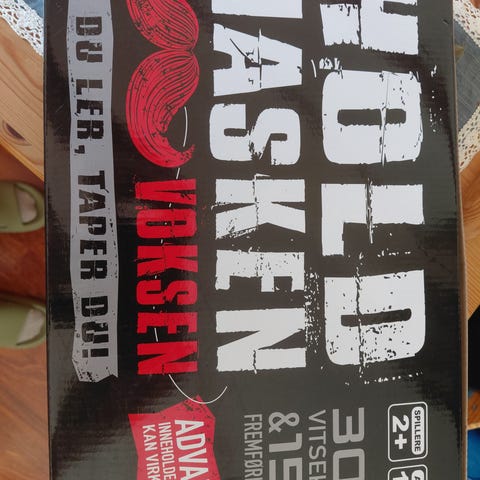 HOLD
MASKEN
VOKSEN
DU LER, TAPER DU!
SPILLERE
2+
30
VITSE
&15
FREMFØR
ADVA
INNEHOLDE
KAN VIRK